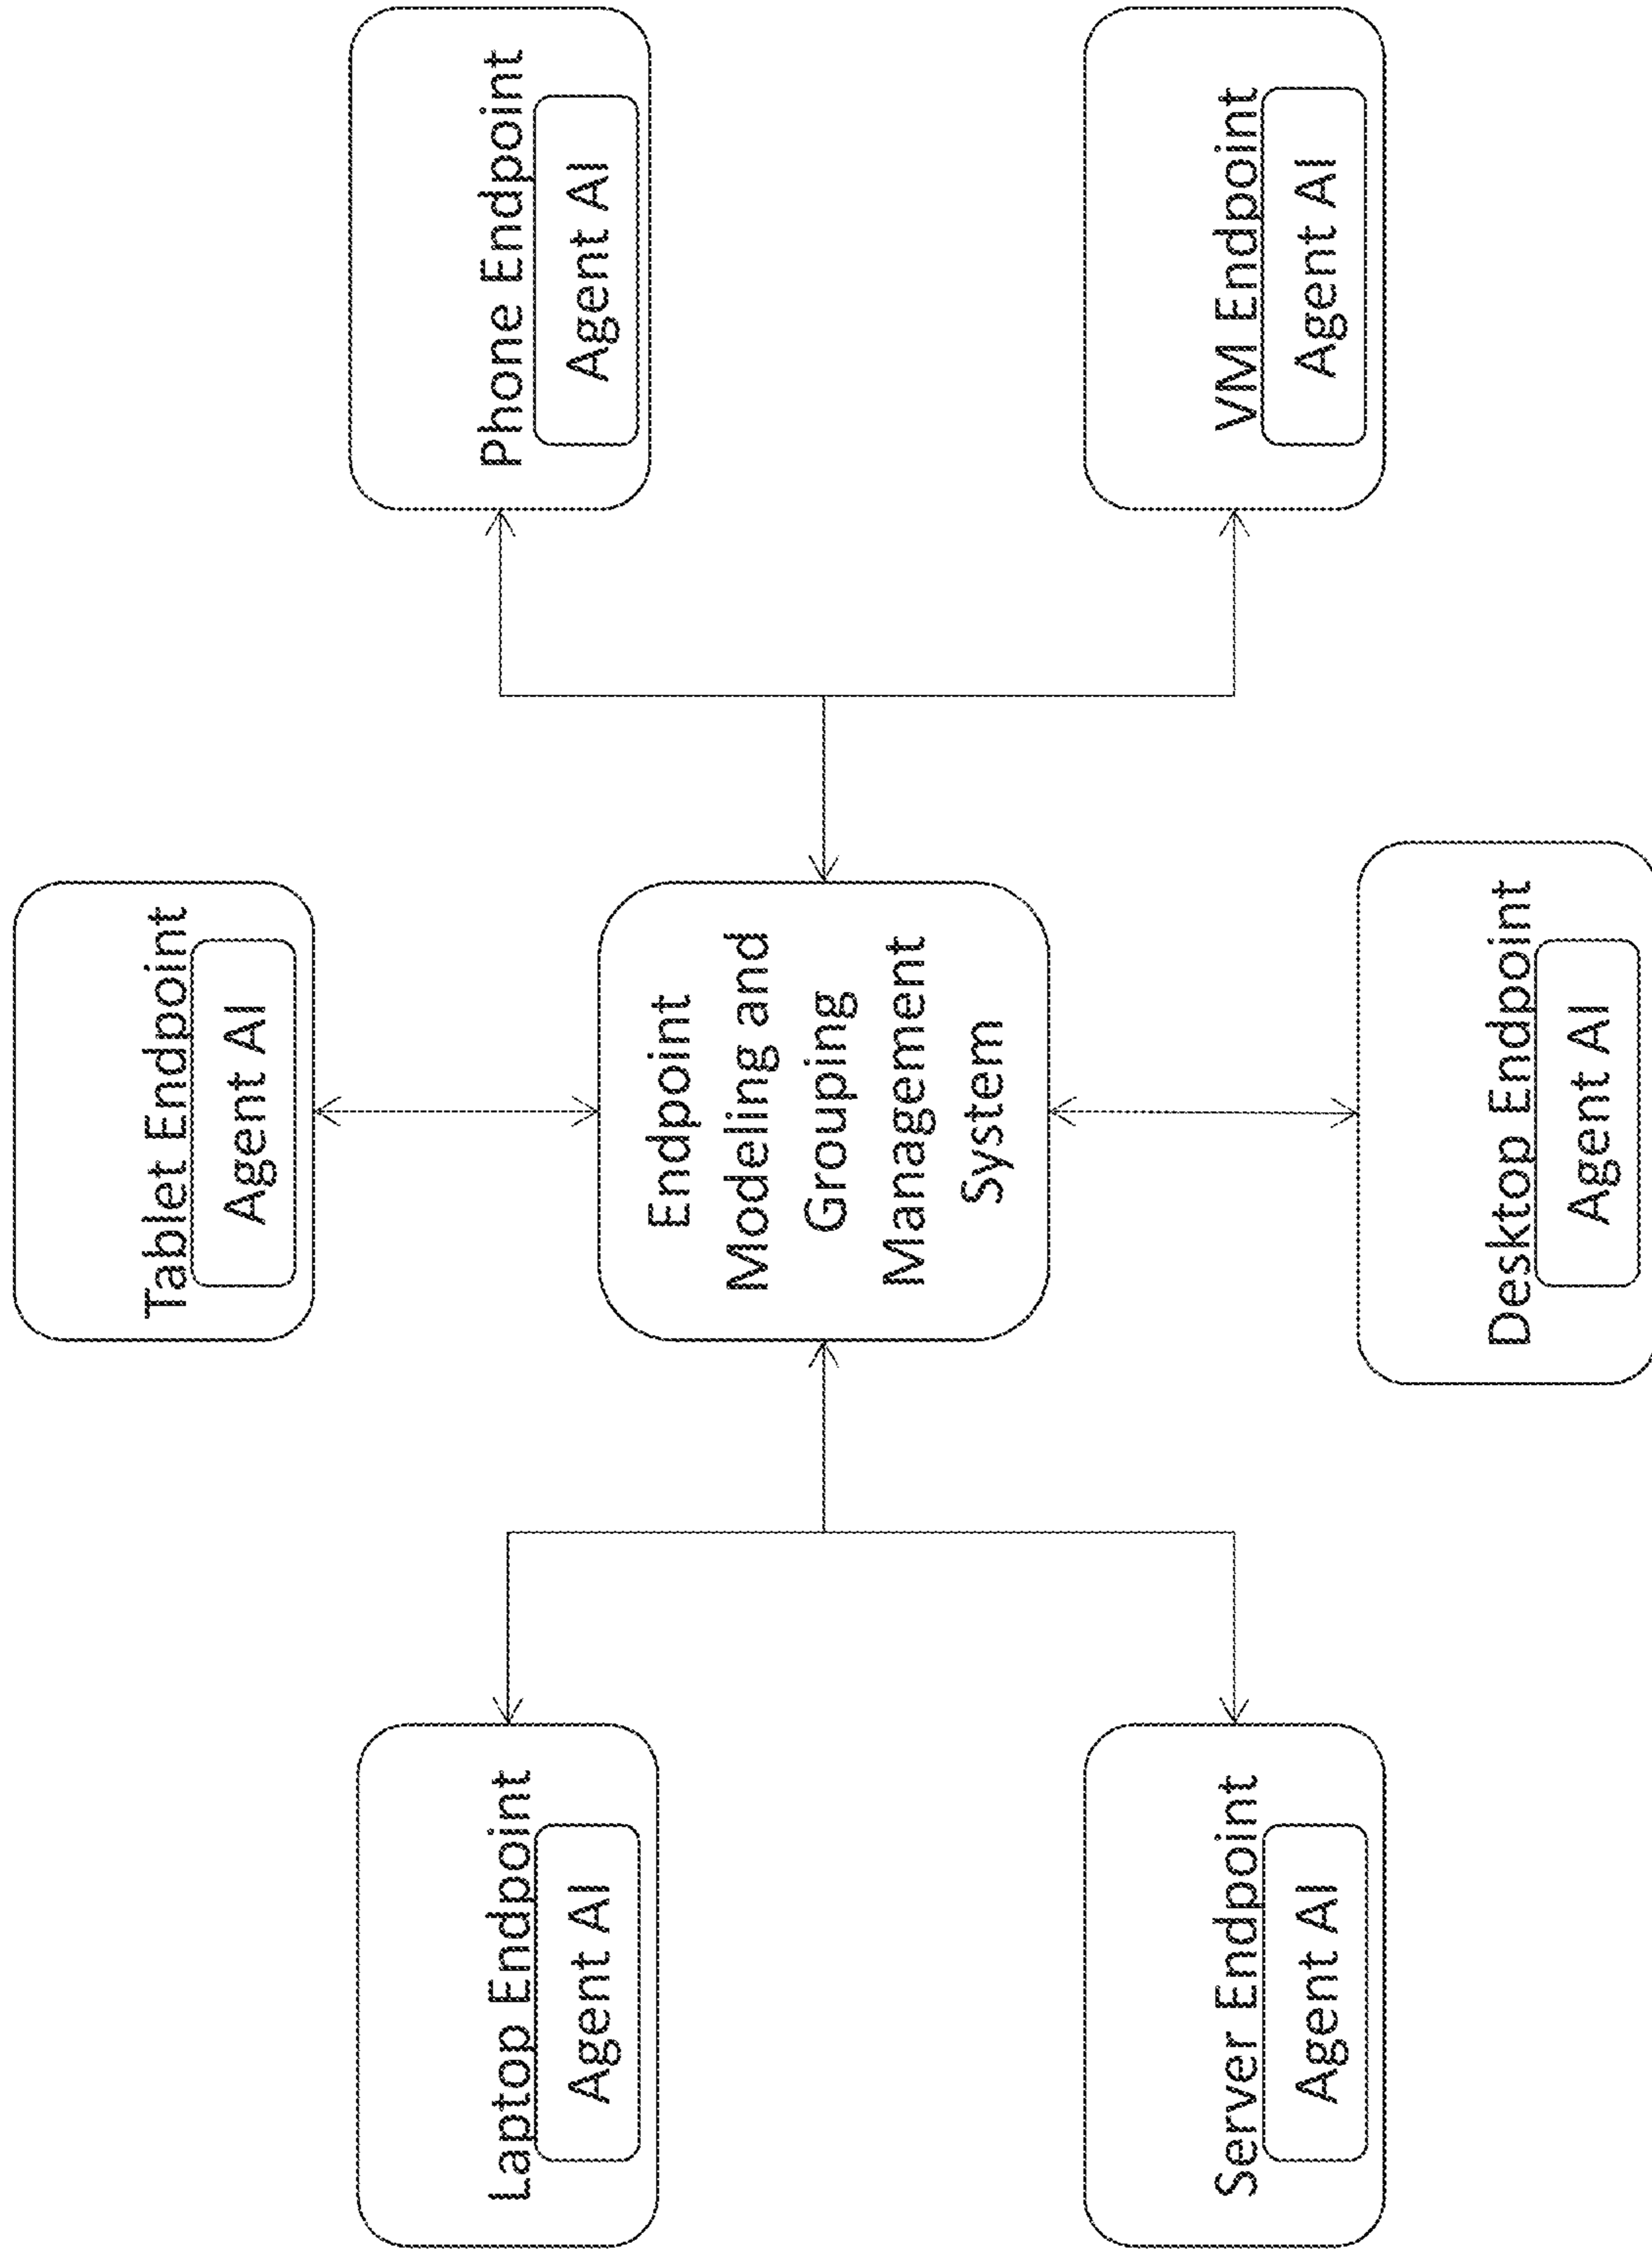 Tablet Endpoint
Agent AI
Laptop Endpoint
Agent AI
Phone Endpoint
Agent AI
Endpoint
Modeling and
Grouping
Management
System
Server Endpoint
Agent AI
VM Endpoint
Agent AI
Desktop Endpoint
Agent AI